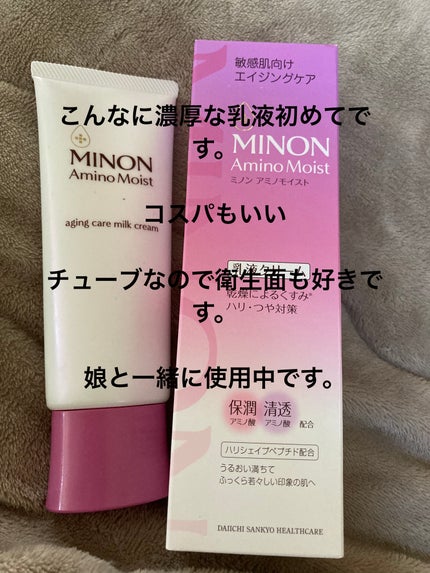 敏感肌向け
エイジングケア
こんなに濃厚な乳液初めてで
す。
MINON
Amino Moist
ミノン アミノモイスト
MINON
Amino Moist
aging care milk cream
コスパもいい
乳液クリーム
チューブなので衛生面も好きで
す。
乾燥によるくすみ※
ハリ・つや対策
娘と一緒に使用中です。
保潤 清透
アミノ酸 アミノ酸 配合
ハリシェイプペプチド配合
うるおい満ちて
ふっくら若々しい印象の肌へ
DAIICHI SANKYO HEALTHCARE